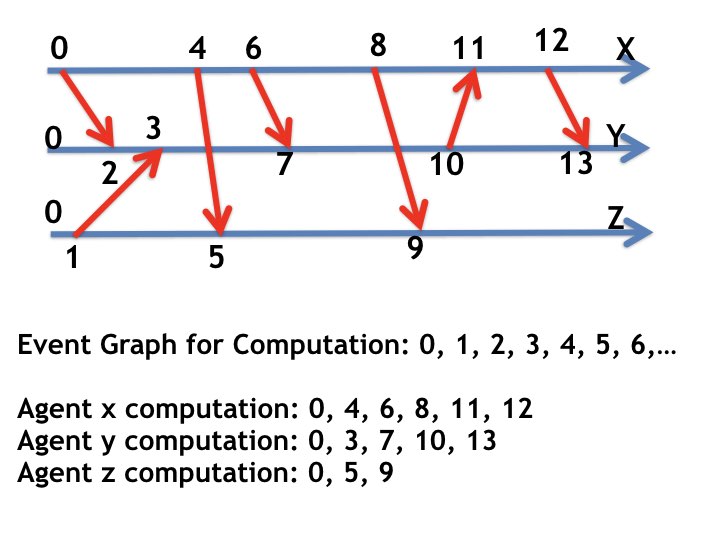 0 4 6 8 11 12 X
0 3 Y
2 7 10 13
0 Z
1 5 9
Event Graph for Computation: 0, 1, 2, 3, 4, 5, 6,…
Agent x computation: 0, 4, 6, 8, 11, 12
Agent y computation: 0, 3, 7, 10, 13
Agent z computation: 0, 5, 9